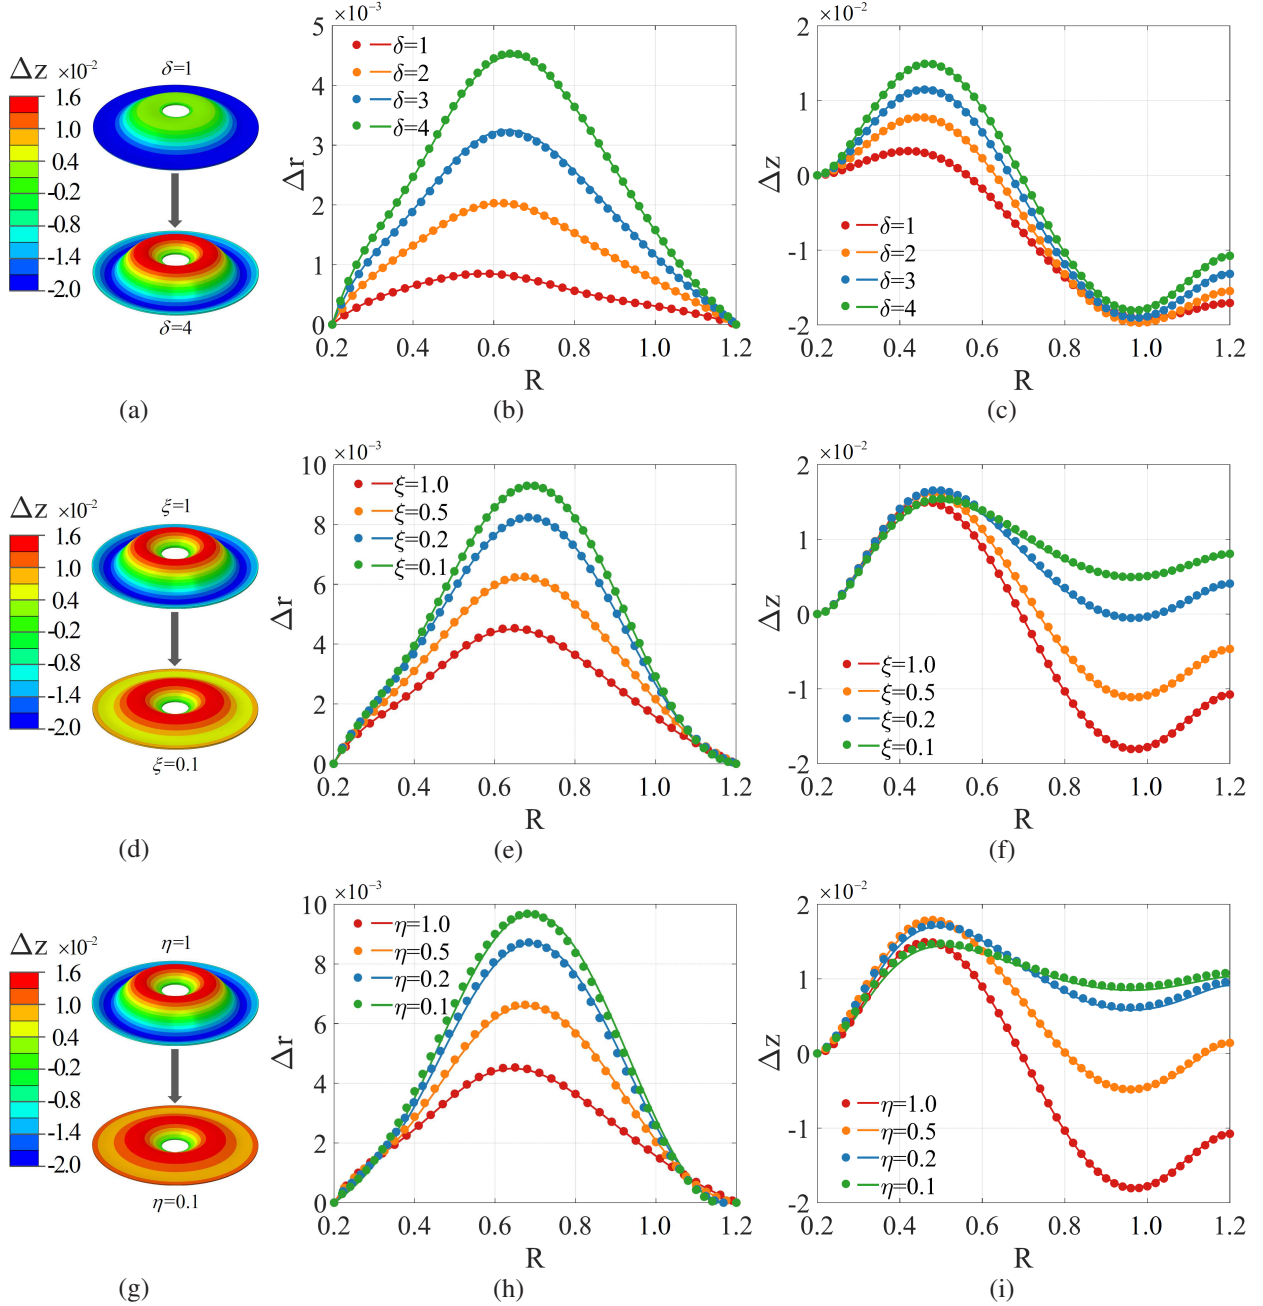 Δz ×10⁻²
δ=1
1.6
1.0
0.4
-0.2
-0.8
-1.4
-2.0
δ=4
(a)
×10⁻³
5
4
3
2
1
0
Δr
δ=1
δ=2
δ=3
δ=4
0.2 0.4 0.6 0.8 1.0 1.2
R
(b)
×10⁻²
2
1
0
-1
-2
Δz
δ=1
δ=2
δ=3
δ=4
0.2 0.4 0.6 0.8 1.0 1.2
R
(c)
Δz ×10⁻²
ξ=1
1.6
1.0
0.4
-0.2
-0.8
-1.4
-2.0
ξ=0.1
(d)
×10⁻³
10
8
6
4
2
0
Δr
ξ=1.0
ξ=0.5
ξ=0.2
ξ=0.1
0.2 0.4 0.6 0.8 1.0 1.2
R
(e)
×10⁻²
2
1
0
-1
-2
Δz
ξ=1.0
ξ=0.5
ξ=0.2
ξ=0.1
0.2 0.4 0.6 0.8 1.0 1.2
R
(f)
Δz ×10⁻²
η=1
1.6
1.0
0.4
-0.2
-0.8
-1.4
-2.0
η=0.1
(g)
×10⁻³
10
8
6
4
2
0
Δr
η=1.0
η=0.5
η=0.2
η=0.1
0.2 0.4 0.6 0.8 1.0 1.2
R
(h)
×10⁻²
2
1
0
-1
-2
Δz
η=1.0
η=0.5
η=0.2
η=0.1
0.2 0.4 0.6 0.8 1.0 1.2
R
(i)